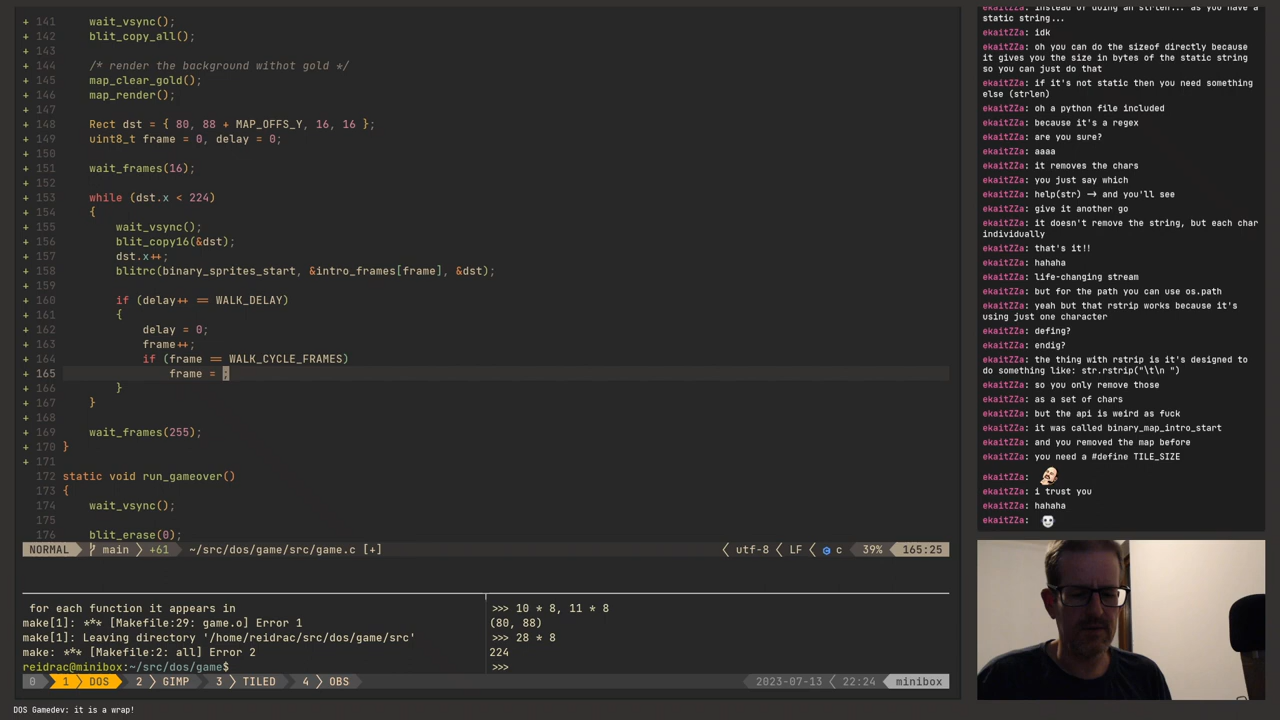 + 141     wait_vsync();
+ 142     blit_copy_all();
+ 143
+ 144     /* render the background withot gold */
+ 145     map_clear_gold();
+ 146     map_render();
+ 147
+ 148     Rect dst = { 80, 88 + MAP_OFFS_Y, 16, 16 };
+ 149     uint8_t frame = 0, delay = 0;
+ 150
+ 151     wait_frames(16);
+ 152
+ 153     while (dst.x < 224)
+ 154     {
+ 155         wait_vsync();
+ 156         blit_copy16(&dst);
+ 157         dst.x++;
+ 158         blitrc(binary_sprites_start, &intro_frames[frame], &dst);
+ 159
+ 160         if (delay++ == WALK_DELAY)
+ 161         {
+ 162             delay = 0;
+ 163             frame++;
+ 164             if (frame == WALK_CYCLE_FRAMES)
+ 165                 frame = ;
+ 166         }
+ 167     }
+ 168
+ 169     wait_frames(255);
+ 170 }
+ 171
172 static void run_gameover()
173 {
174     wait_vsync();
175
176     blit_erase(0);
NORMAL main +61 ~/src/dos/game/src/game.c [+] utf-8 LF c 39% 165:25
for each function it appears in
make[1]: *** [Makefile:29: game.o] Error 1
make[1]: Leaving directory '/home/reidrac/src/dos/game/src'
make: *** [Makefile:2: all] Error 2
reidrac@minibox:~/src/dos/game$
>>> 10 * 8, 11 * 8
(80, 88)
>>> 28 * 8
224
>>>
0 1 DOS 2 GIMP 3 TILED 4 OBS 2023-07-13 22:24 minibox
DOS Gamedev: it is a wrap!
ekaitZZa: instead of doing an strlen... as you have a
static string...
ekaitZZa: idk
ekaitZZa: oh you can do the sizeof directly because
it gives you the size in bytes of the static string
so you can just do that
ekaitZZa: if it's not static then you need something
else (strlen)
ekaitZZa: oh a python file included
ekaitZZa: because it's a regex
ekaitZZa: are you sure?
ekaitZZa: aaaa
ekaitZZa: it removes the chars
ekaitZZa: you just say which
ekaitZZa: help(str) -> and you'll see
ekaitZZa: give it another go
ekaitZZa: it doesn't remove the string, but each char
individually
ekaitZZa: that's it!!
ekaitZZa: hahaha
ekaitZZa: life-changing stream
ekaitZZa: but for the path you can use os.path
ekaitZZa: yeah but that rstrip works because it's
using just one character
ekaitZZa: defing?
ekaitZZa: endig?
ekaitZZa: the thing with rstrip is it's designed to
do something like: str.rstrip("\t\n ")
ekaitZZa: so you only remove those
ekaitZZa: as a set of chars
ekaitZZa: but the api is weird as fuck
ekaitZZa: it was called binary_map_intro_start
ekaitZZa: and you removed the map before
ekaitZZa: you need a #define TILE_SIZE
ekaitZZa:
ekaitZZa: i trust you
ekaitZZa: hahaha
ekaitZZa: